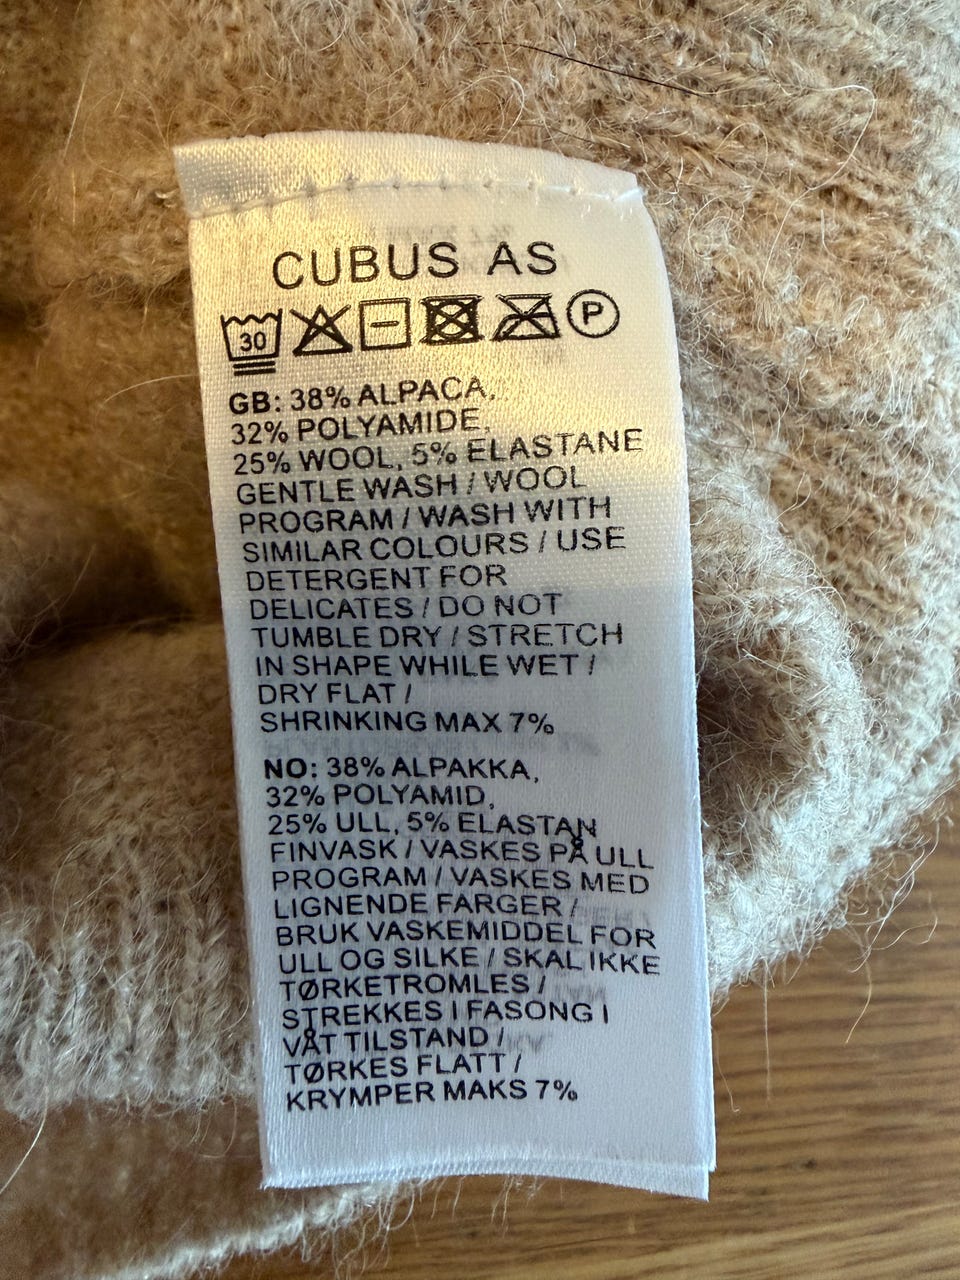 CUBUS AS
30 P
GB: 38% ALPACA,
32% POLYAMIDE,
25% WOOL, 5% ELASTANE
GENTLE WASH / WOOL
PROGRAM / WASH WITH
SIMILAR COLOURS / USE
DETERGENT FOR
DELICATES / DO NOT
TUMBLE DRY / STRETCH
IN SHAPE WHILE WET /
DRY FLAT /
SHRINKING MAX 7%
NO: 38% ALPAKKA,
32% POLYAMID,
25% ULL, 5% ELASTAN
FINVASK / VASKES PÅ ULL
PROGRAM / VASKES MED
LIGNENDE FARGER /
BRUK VASKEMIDDEL FOR
ULL OG SILKE / SKAL IKKE
TØRKETROMLES /
STREKKES I FASONG I
VÅT TILSTAND /
TØRKES FLATT /
KRYMPER MAKS 7%